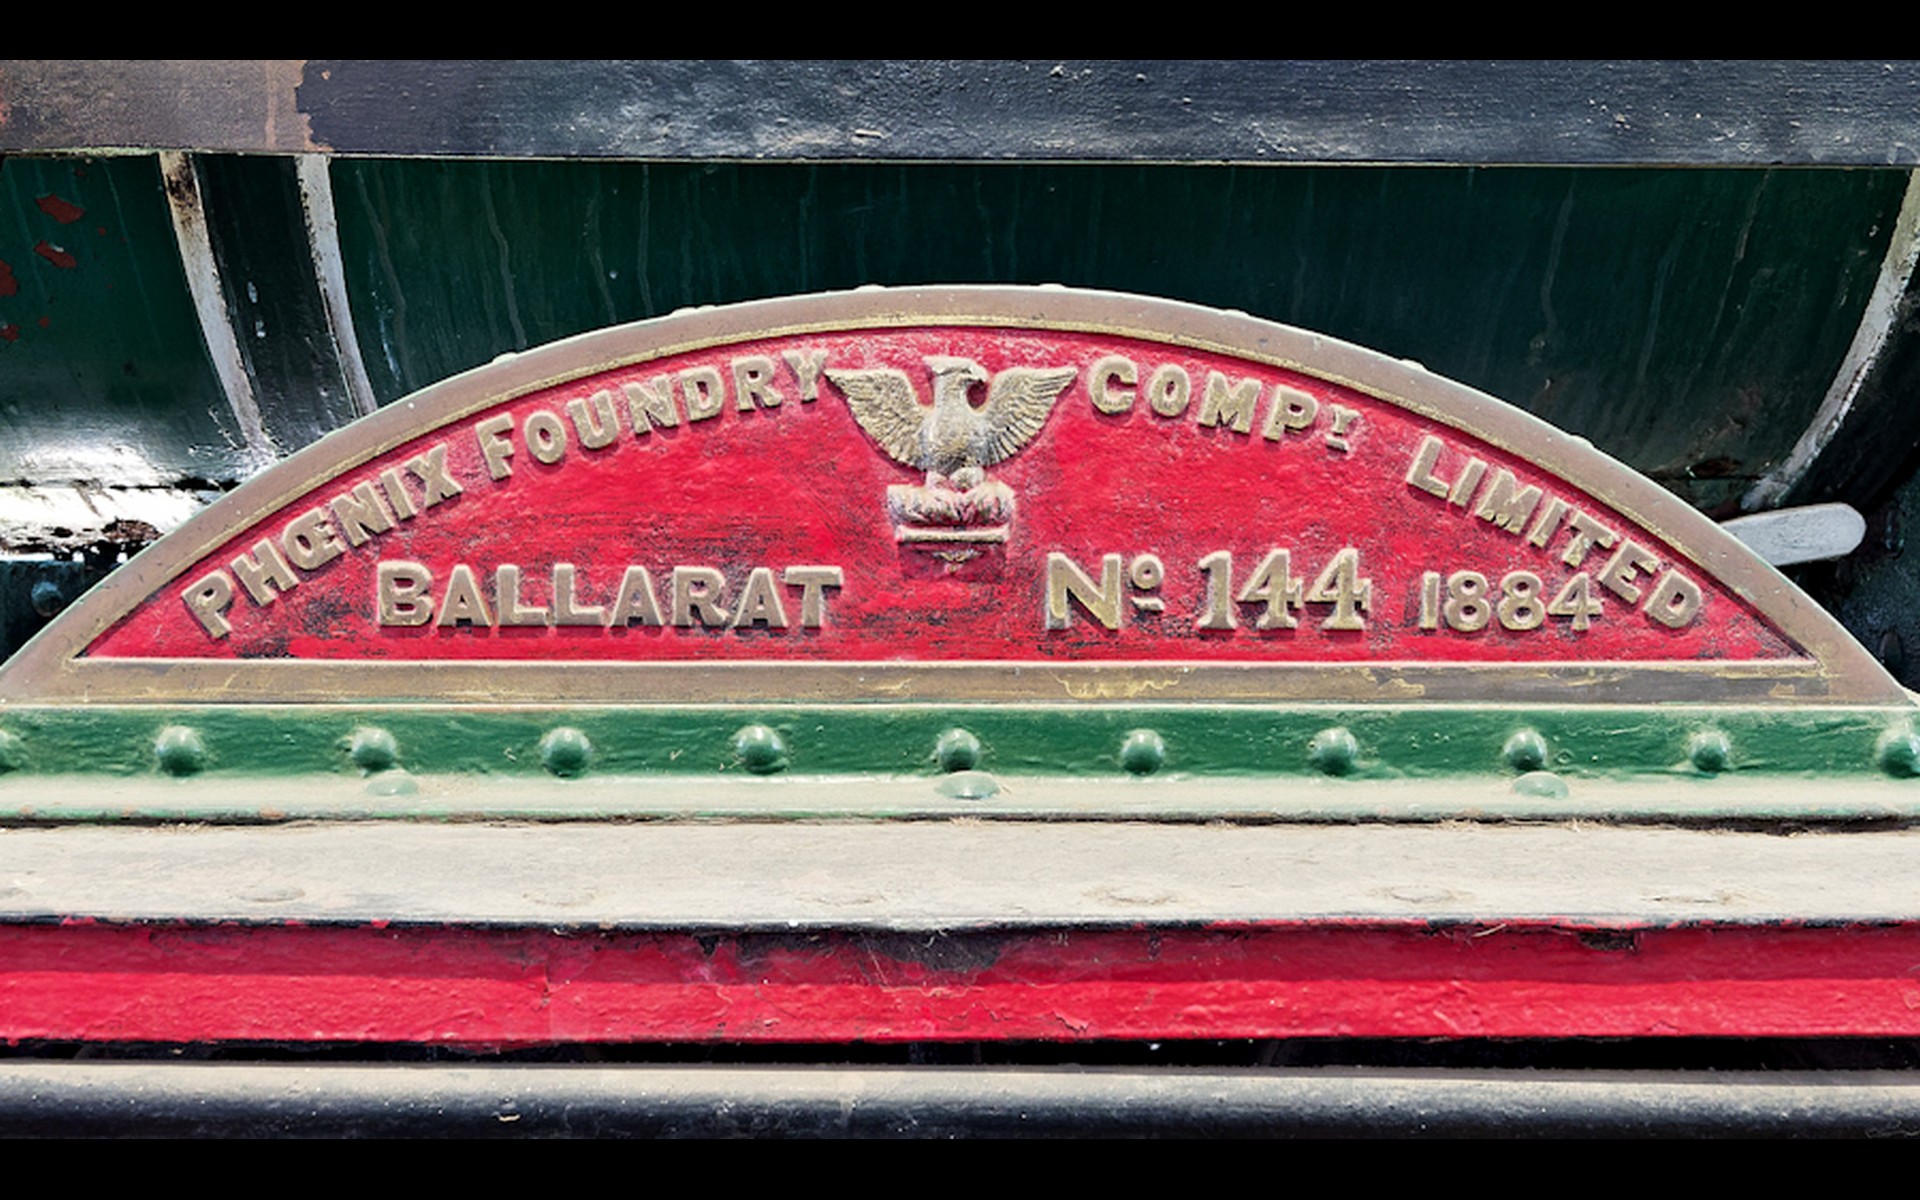 PHŒNIX FOUNDRY COMPY LIMITED
BALLARAT Nº 144 1884